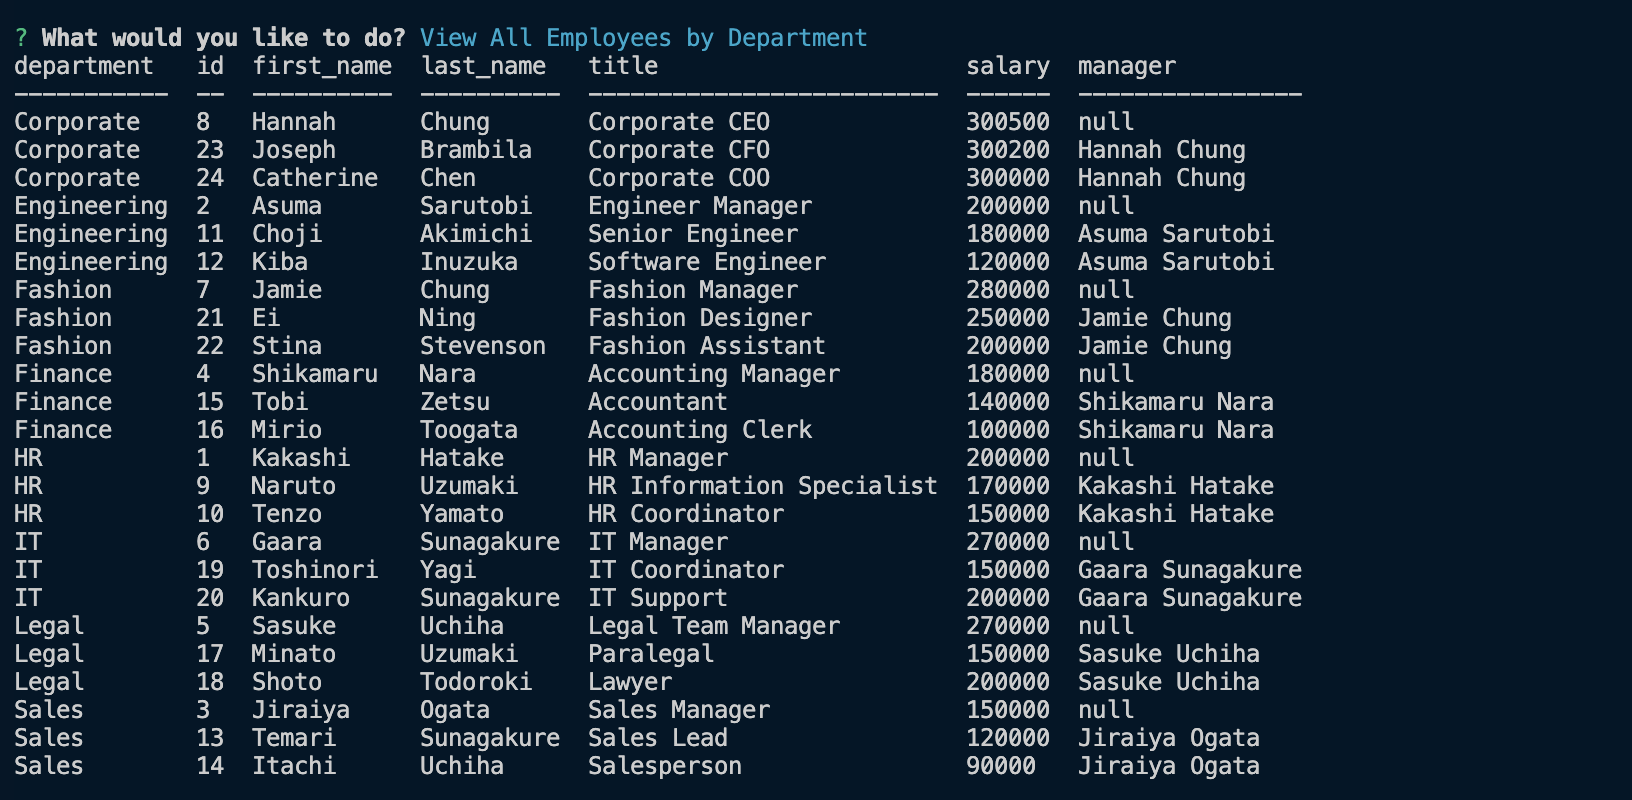 ? What would you like to do? View All Employees by Department
department   id  first_name  last_name   title                      salary  manager
-----------  --  ----------  ----------  -------------------------  ------  ----------------
Corporate    8   Hannah      Chung       Corporate CEO              300500  null
Corporate    23  Joseph      Brambila    Corporate CFO              300200  Hannah Chung
Corporate    24  Catherine   Chen        Corporate COO              300000  Hannah Chung
Engineering  2   Asuma       Sarutobi    Engineer Manager           200000  null
Engineering  11  Choji       Akimichi    Senior Engineer            180000  Asuma Sarutobi
Engineering  12  Kiba        Inuzuka     Software Engineer          120000  Asuma Sarutobi
Fashion      7   Jamie       Chung       Fashion Manager            280000  null
Fashion      21  Ei          Ning        Fashion Designer           250000  Jamie Chung
Fashion      22  Stina       Stevenson   Fashion Assistant          200000  Jamie Chung
Finance      4   Shikamaru   Nara        Accounting Manager         180000  null
Finance      15  Tobi        Zetsu       Accountant                 140000  Shikamaru Nara
Finance      16  Mirio       Toogata     Accounting Clerk           100000  Shikamaru Nara
HR           1   Kakashi     Hatake      HR Manager                 200000  null
HR           9   Naruto      Uzumaki     HR Information Specialist  170000  Kakashi Hatake
HR           10  Tenzo       Yamato      HR Coordinator             150000  Kakashi Hatake
IT           6   Gaara       Sunagakure  IT Manager                 270000  null
IT           19  Toshinori   Yagi        IT Coordinator             150000  Gaara Sunagakure
IT           20  Kankuro     Sunagakure  IT Support                 200000  Gaara Sunagakure
Legal        5   Sasuke      Uchiha      Legal Team Manager         270000  null
Legal        17  Minato      Uzumaki     Paralegal                  150000  Sasuke Uchiha
Legal        18  Shoto       Todoroki    Lawyer                     200000  Sasuke Uchiha
Sales        3   Jiraiya     Ogata       Sales Manager              150000  null
Sales        13  Temari      Sunagakure  Sales Lead                 120000  Jiraiya Ogata
Sales        14  Itachi      Uchiha      Salesperson                90000   Jiraiya Ogata